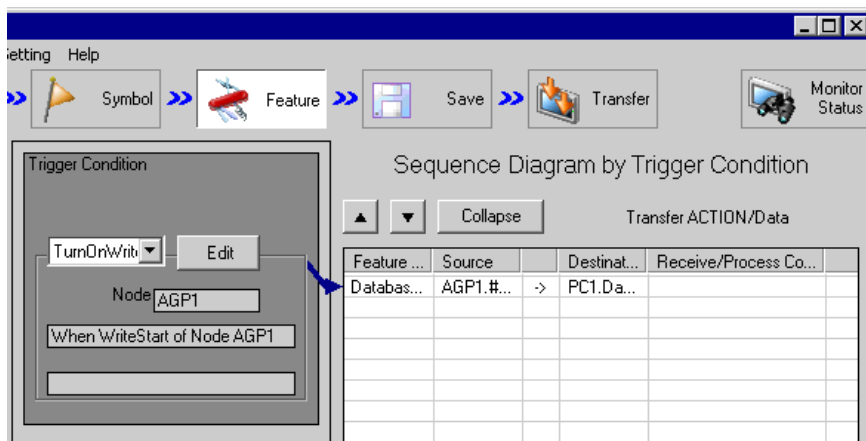 Setting Help
Symbol Feature Save Transfer Monitor Status
Trigger Condition
Sequence Diagram by Trigger Condition
Collapse Transfer ACTION/Data
TurnOnWrit Edit
Feature ... Source Destinat... Receive/Process Co...
Databas... AGP1.#... -> PC1.Da...
Node AGP1
When WriteStart of Node AGP1